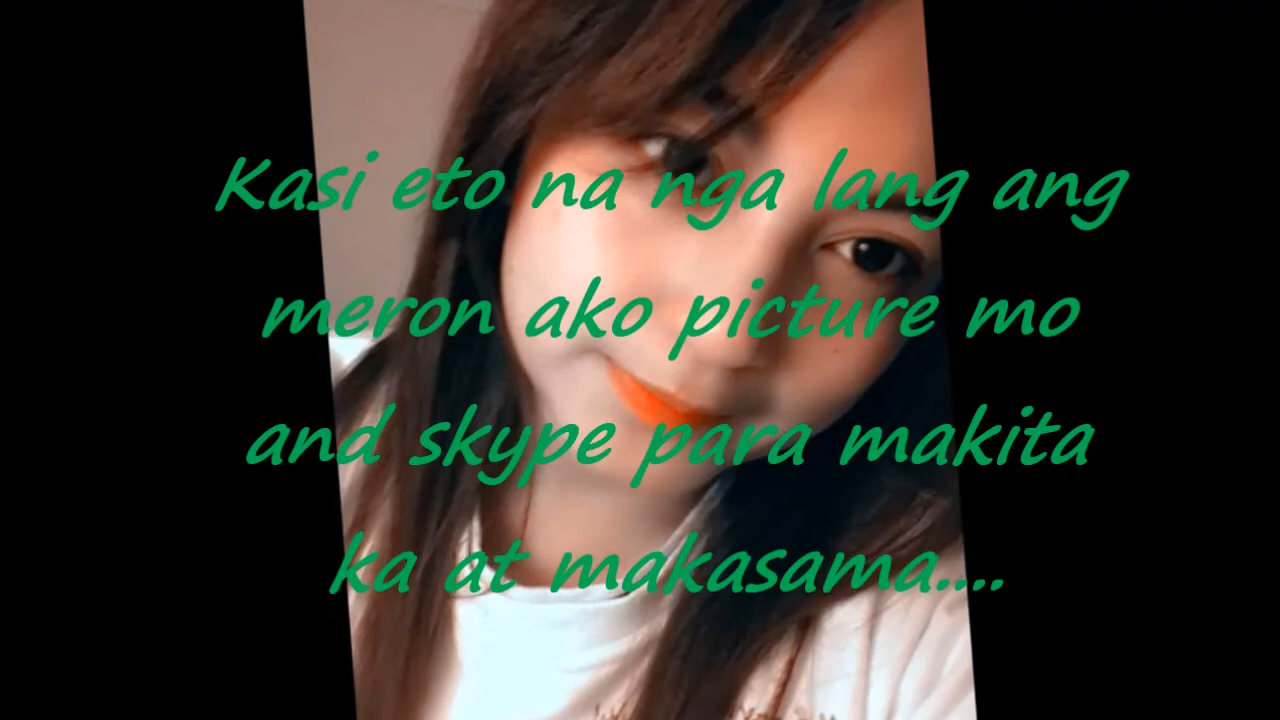 Kasi eto na nga lang ang
meron ako picture mo
and skype para makita
ka at makasama....